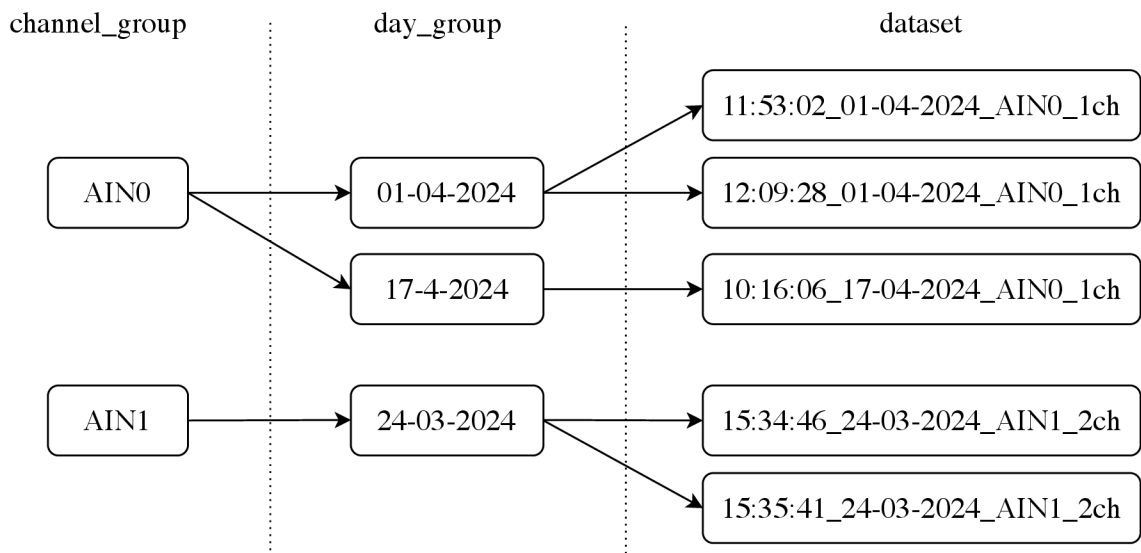 channel_group
day_group
dataset
11:53:02_01-04-2024_AIN0_1ch
AIN0
01-04-2024
12:09:28_01-04-2024_AIN0_1ch
17-4-2024
10:16:06_17-04-2024_AIN0_1ch
AIN1
24-03-2024
15:34:46_24-03-2024_AIN1_2ch
15:35:41_24-03-2024_AIN1_2ch